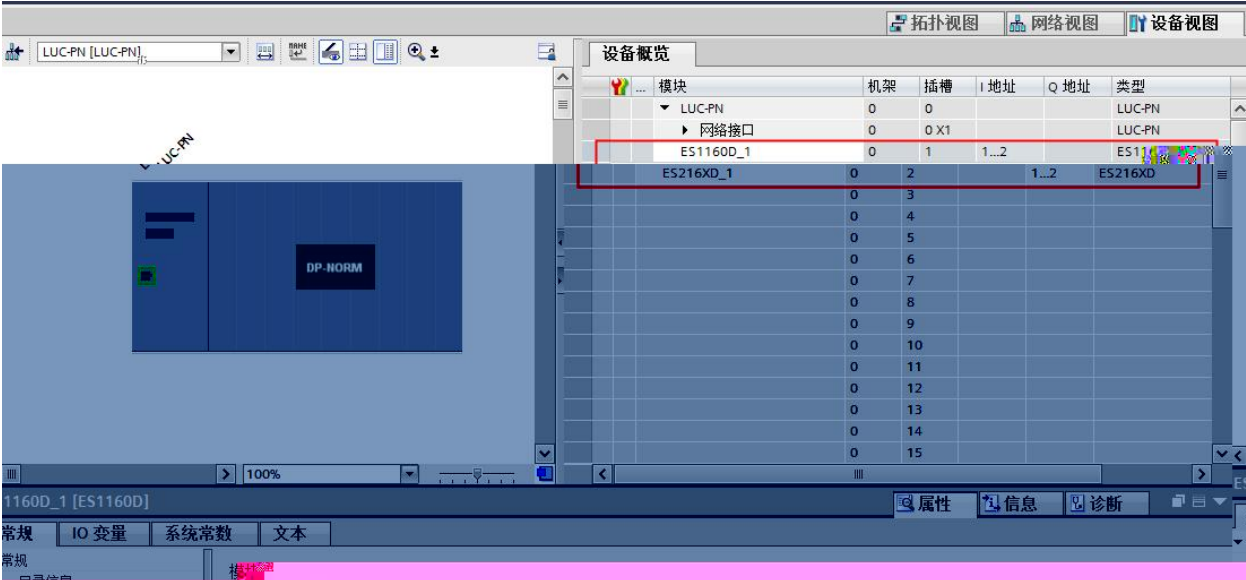 拓扑视图 网络视图 设备视图
LUC-PN [LUC-PN]
设备概览
... 模块 机架 插槽 I 地址 Q 地址 类型
LUC-PN 0 0 LUC-PN
网络接口 0 0 X1 LUC-PN
ES1160D_1 0 1 1...2 ES11
ES216XD_1 0 2 1...2 ES216XD
0 3
0 4
0 5
0 6
0 7
0 8
0 9
0 10
0 11
0 12
0 13
0 14
0 15
LUC-PN
DP-NORM
100%
1160D_1 [ES1160D]
属性 信息 诊断
常规 IO 变量 系统常数 文本
常规
目录信息